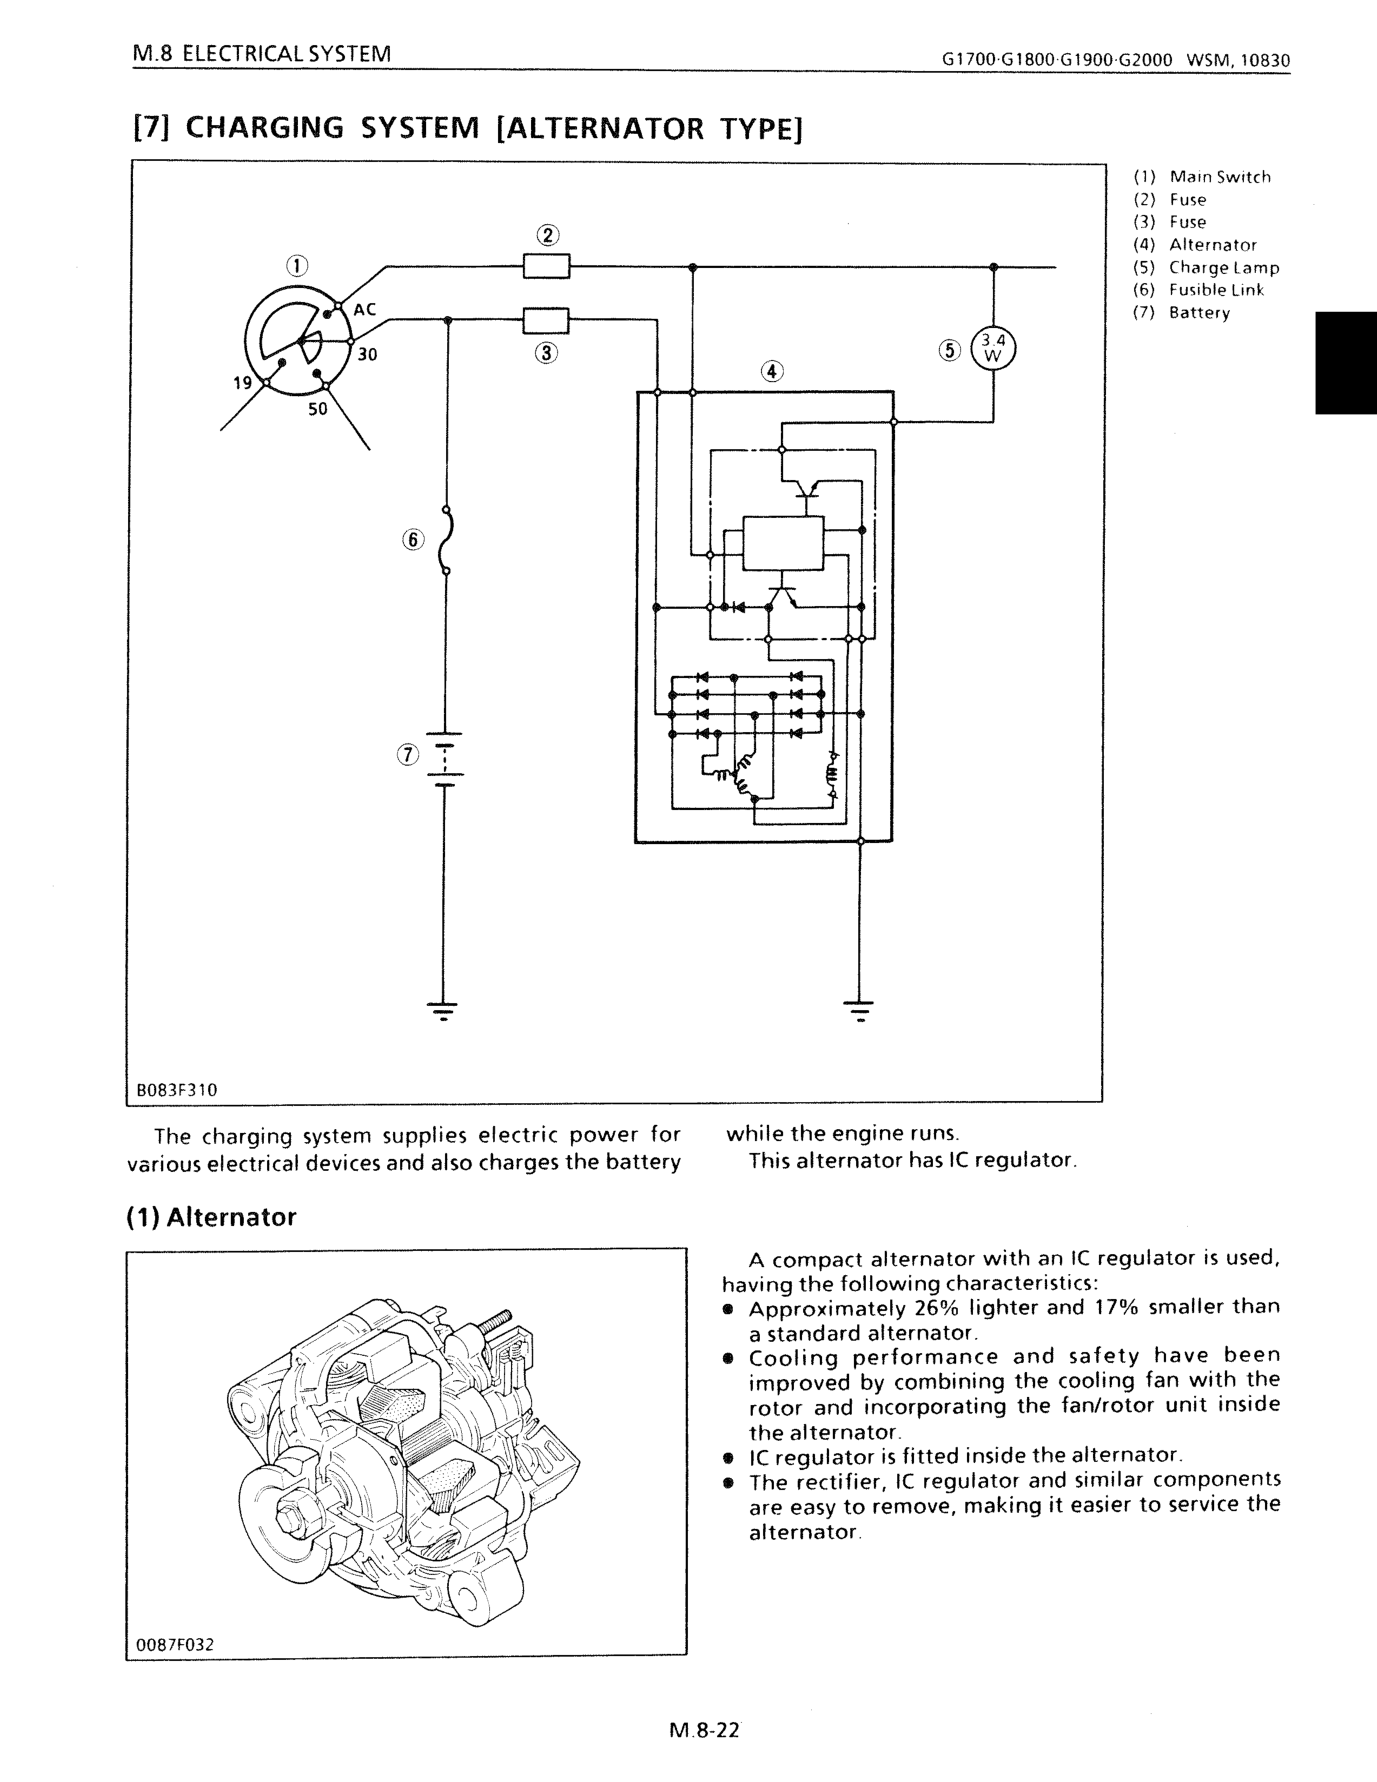 M.8 ELECTRICAL SYSTEM
G1700·G1800·G1900·G2000 WSM, 10830
[7] CHARGING SYSTEM [ALTERNATOR TYPE]
(1) Main Switch
(2) Fuse
(3) Fuse
(4) Alternator
(5) Charge Lamp
(6) Fusible Link
(7) Battery
①
②
③
④
⑤
⑥
⑦
AC
30
19
50
3.4
W
B083F310
The charging system supplies electric power for
various electrical devices and also charges the battery
while the engine runs.
This alternator has IC regulator.
(1) Alternator
0087F032
A compact alternator with an IC regulator is used,
having the following characteristics:
● Approximately 26% lighter and 17% smaller than
a standard alternator.
● Cooling performance and safety have been
improved by combining the cooling fan with the
rotor and incorporating the fan/rotor unit inside
the alternator.
● IC regulator is fitted inside the alternator.
● The rectifier, IC regulator and similar components
are easy to remove, making it easier to service the
alternator.
M.8-22